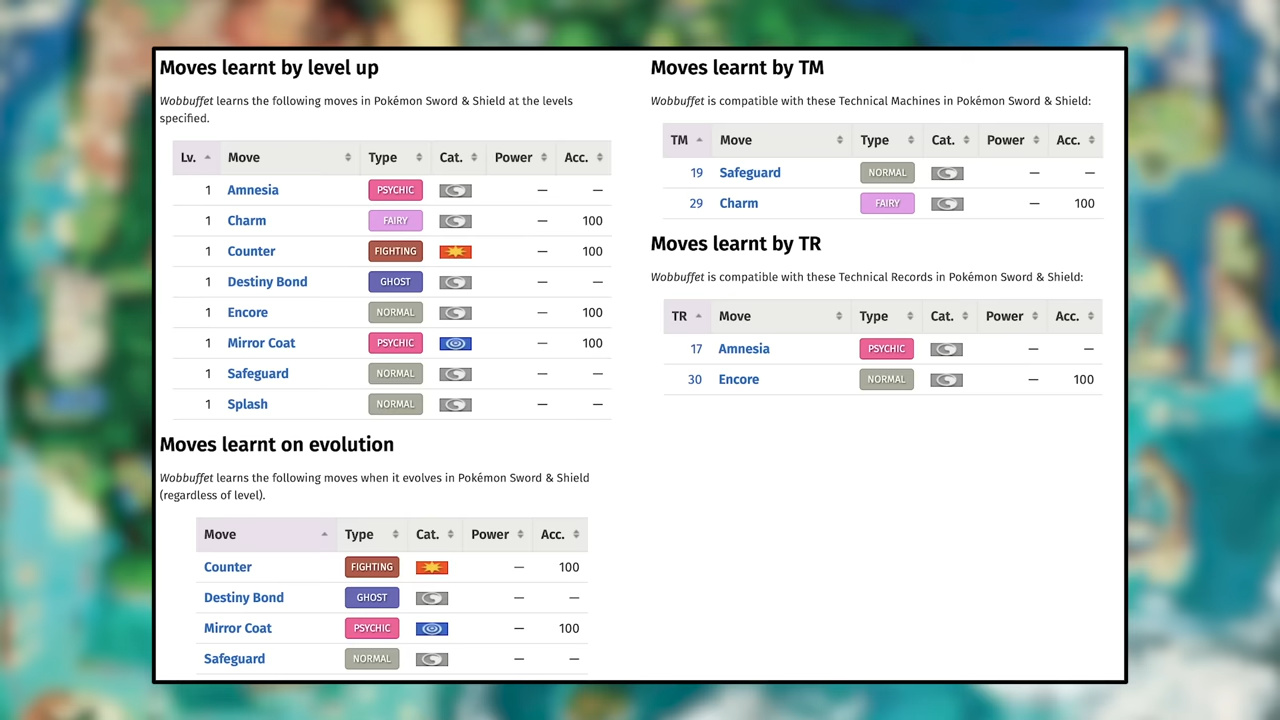 Moves learnt by level up
Wobbuffet learns the following moves in Pokémon Sword & Shield at the levels
specified.
Lv. Move Type Cat. Power Acc.
1 Amnesia PSYCHIC — —
1 Charm FAIRY — 100
1 Counter FIGHTING — 100
1 Destiny Bond GHOST — —
1 Encore NORMAL — 100
1 Mirror Coat PSYCHIC — 100
1 Safeguard NORMAL — —
1 Splash NORMAL — —
Moves learnt on evolution
Wobbuffet learns the following moves when it evolves in Pokémon Sword & Shield
(regardless of level).
Move Type Cat. Power Acc.
Counter FIGHTING — 100
Destiny Bond GHOST — —
Mirror Coat PSYCHIC — 100
Safeguard NORMAL — —
Moves learnt by TM
Wobbuffet is compatible with these Technical Machines in Pokémon Sword & Shield:
TM Move Type Cat. Power Acc.
19 Safeguard NORMAL — —
29 Charm FAIRY — 100
Moves learnt by TR
Wobbuffet is compatible with these Technical Records in Pokémon Sword & Shield:
TR Move Type Cat. Power Acc.
17 Amnesia PSYCHIC — —
30 Encore NORMAL — 100